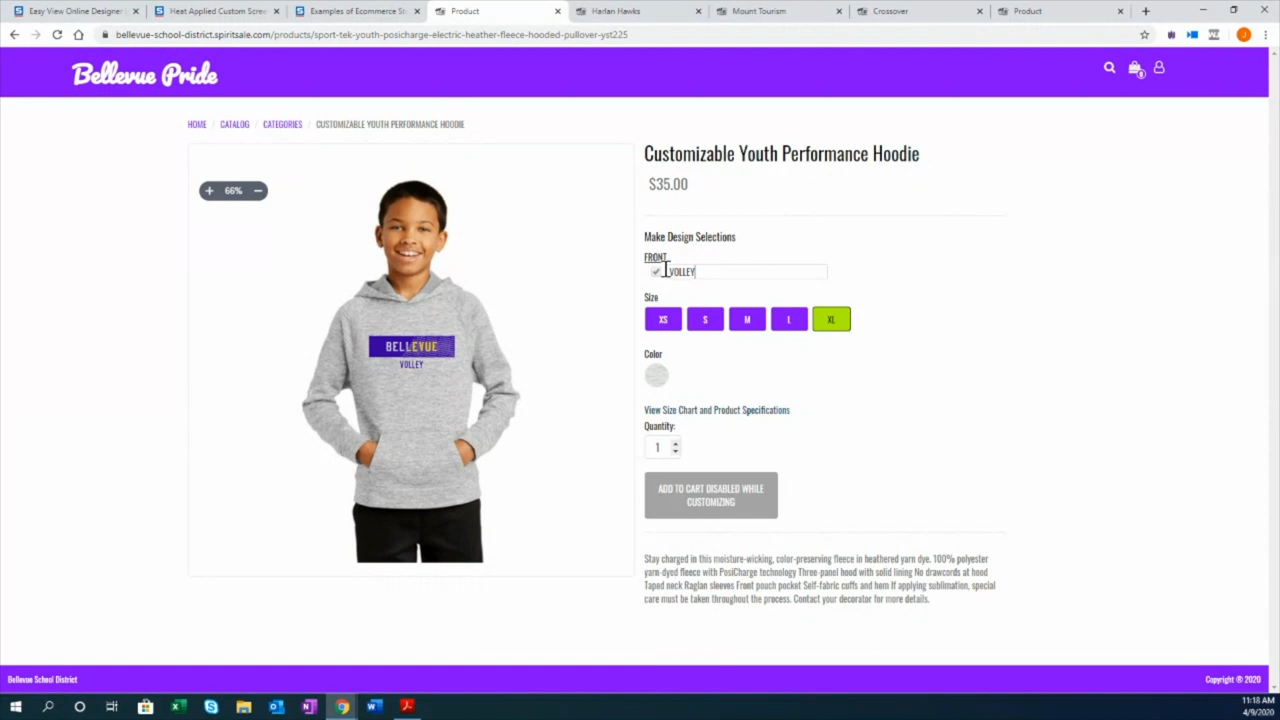 Easy View Online Designer
Heat Applied Custom Scree
Examples of Ecommerce St
Product
Harlan Hawks
Mount Tourism
Crossover
Product
bellevue-school-district.spiritsale.com/products/sport-tek-youth-posicharge-electric-heather-fleece-hooded-pullover-yst225
J
Bellevue Pride
0
HOME / CATALOG / CATEGORIES / CUSTOMIZABLE YOUTH PERFORMANCE HOODIE
+ 66% −
BELLEVUE
VOLLEY
Customizable Youth Performance Hoodie
$35.00
Make Design Selections
FRONT
VOLLEY
Size
XS S M L XL
Color
View Size Chart and Product Specifications
Quantity:
1
ADD TO CART DISABLED WHILE
CUSTOMIZING
Stay charged in this moisture-wicking, color-preserving fleece in heathered yarn dye. 100% polyester
yarn-dyed fleece with PosiCharge technology Three-panel hood with solid lining No drawcords at hood
Taped neck Raglan sleeves Front pouch pocket Self-fabric cuffs and hem If applying sublimation, special
care must be taken throughout the process. Contact your decorator for more details.
Bellevue School District
Copyright © 2020
11:18 AM
4/9/2020